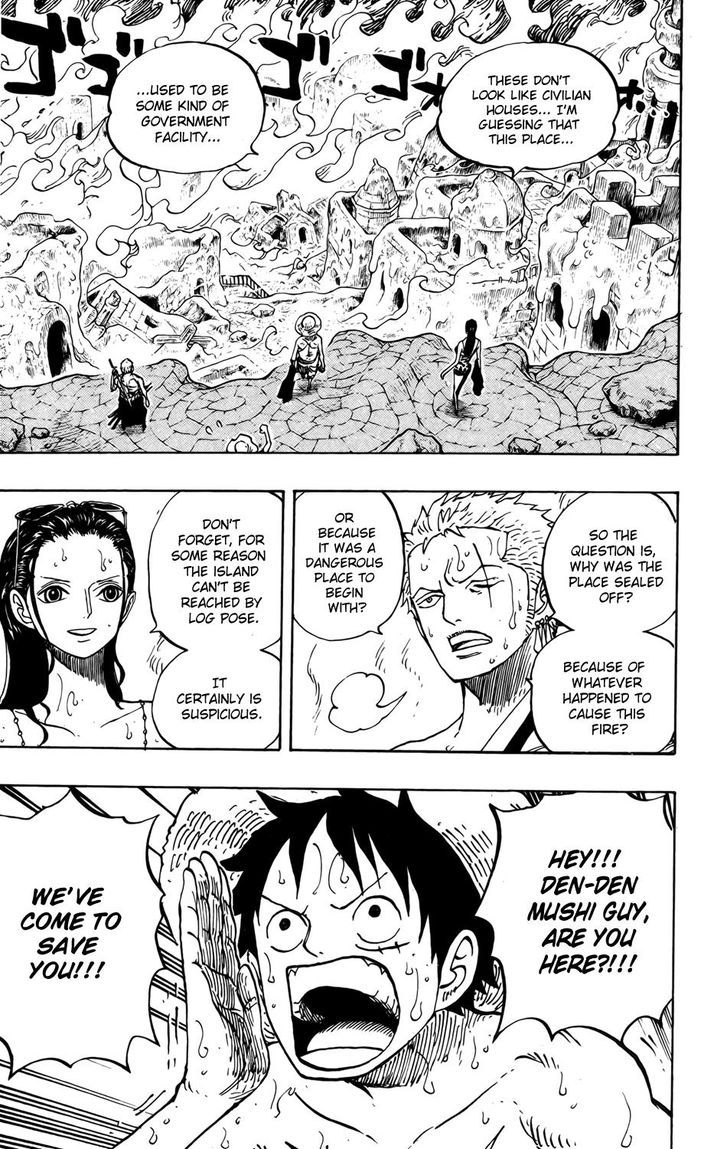 THESE DON'T
LOOK LIKE CIVILIAN
HOUSES... I'M
GUESSING THAT
THIS PLACE...
...USED TO BE
SOME KIND OF
GOVERNMENT
FACILITY...
ゴゴゴ
SO THE
QUESTION IS,
WHY WAS THE
PLACE SEALED
OFF?
BECAUSE OF
WHATEVER
HAPPENED TO
CAUSE THIS
FIRE?
OR
BECAUSE
IT WAS A
DANGEROUS
PLACE TO
BEGIN
WITH?
DON'T
FORGET, FOR
SOME REASON
THE ISLAND
CAN'T BE
REACHED BY
LOG POSE.
IT
CERTAINLY IS
SUSPICIOUS.
HEY!!!
DEN-DEN
MUSHI GUY,
ARE YOU
HERE?!!!
WE'VE
COME TO
SAVE
YOU!!!